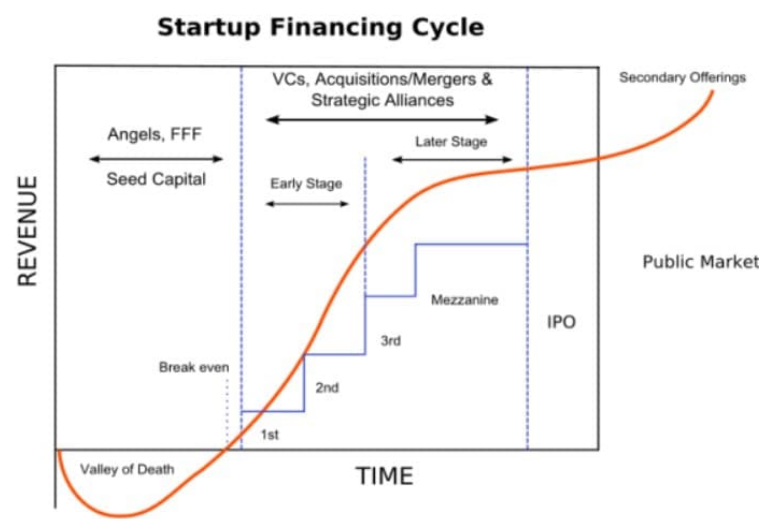 Startup Financing Cycle
VCs, Acquisitions/Mergers &
Strategic Alliances
Secondary Offerings
Angels, FFF
Seed Capital
Later Stage
Early Stage
REVENUE
Public Market
Mezzanine
IPO
3rd
Break even
2nd
1st
Valley of Death
TIME